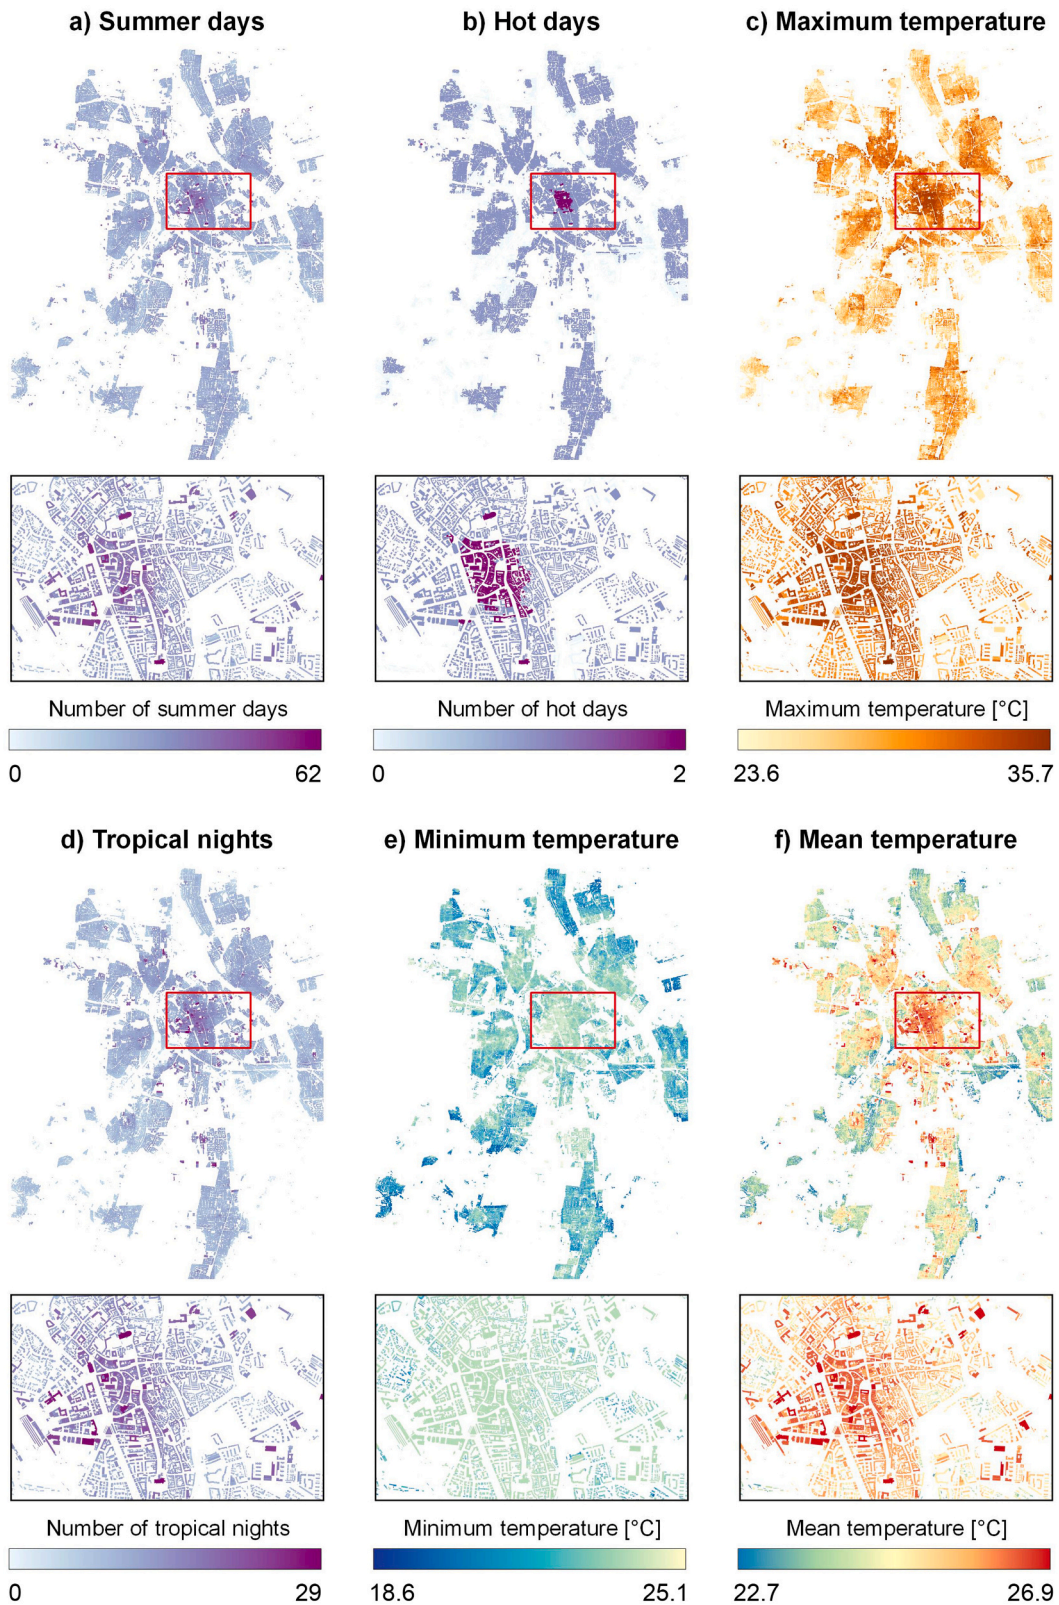 a) Summer days
b) Hot days
c) Maximum temperature
Number of summer days
Number of hot days
Maximum temperature [°C]
0
62
0
2
23.6
35.7
d) Tropical nights
e) Minimum temperature
f) Mean temperature
Number of tropical nights
Minimum temperature [°C]
Mean temperature [°C]
0
29
18.6
25.1
22.7
26.9